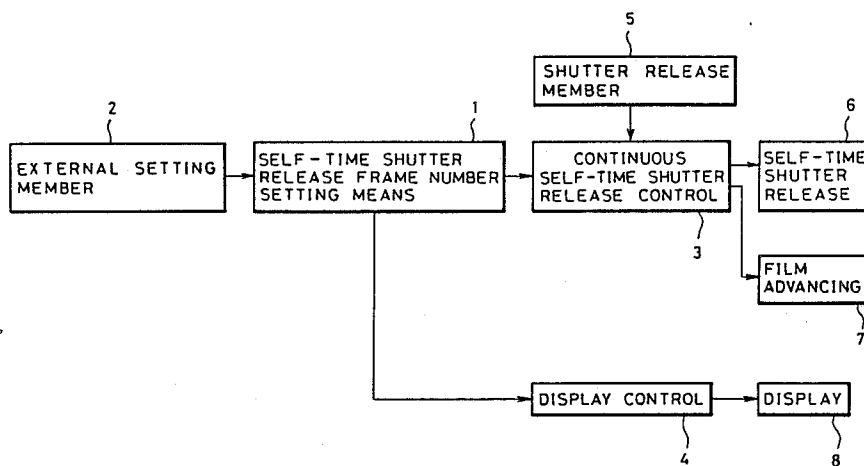 5
SHUTTER RELEASE
MEMBER
2
1
6
EXTERNAL SETTING
MEMBER
SELF-TIME SHUTTER
RELEASE FRAME NUMBER
SETTING MEANS
CONTINUOUS
SELF-TIME SHUTTER
RELEASE CONTROL
SELF-TIME
SHUTTER
RELEASE
3
FILM
ADVANCING
7
DISPLAY CONTROL
DISPLAY
4
8